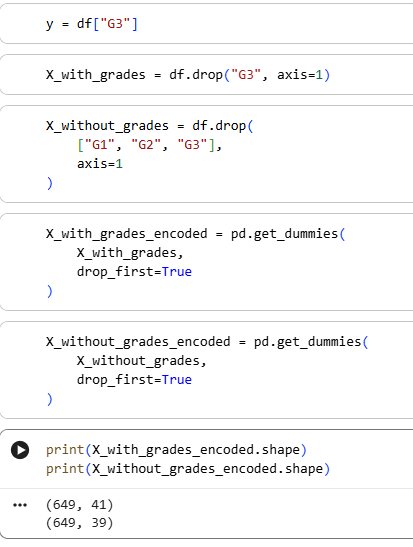 y = df["G3"]
X_with_grades = df.drop("G3", axis=1)
X_without_grades = df.drop(
    ["G1", "G2", "G3"],
    axis=1
)
X_with_grades_encoded = pd.get_dummies(
    X_with_grades,
    drop_first=True
)
X_without_grades_encoded = pd.get_dummies(
    X_without_grades,
    drop_first=True
)
print(X_with_grades_encoded.shape)
print(X_without_grades_encoded.shape)
(649, 41)
(649, 39)